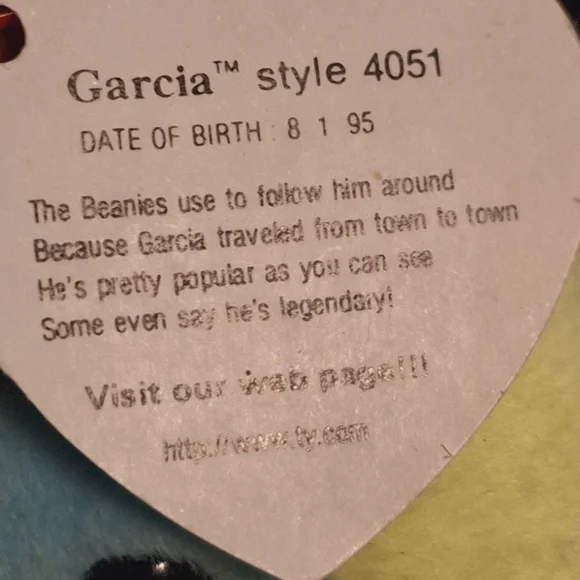 Garcia™ style 4051
DATE OF BIRTH : 8 1 95
The Beanies use to follow him around
Because Garcia traveled from town to town
He's pretty popular as you can see
Some even say he's legendary!
Visit our web page!!!
http://www.ty.com